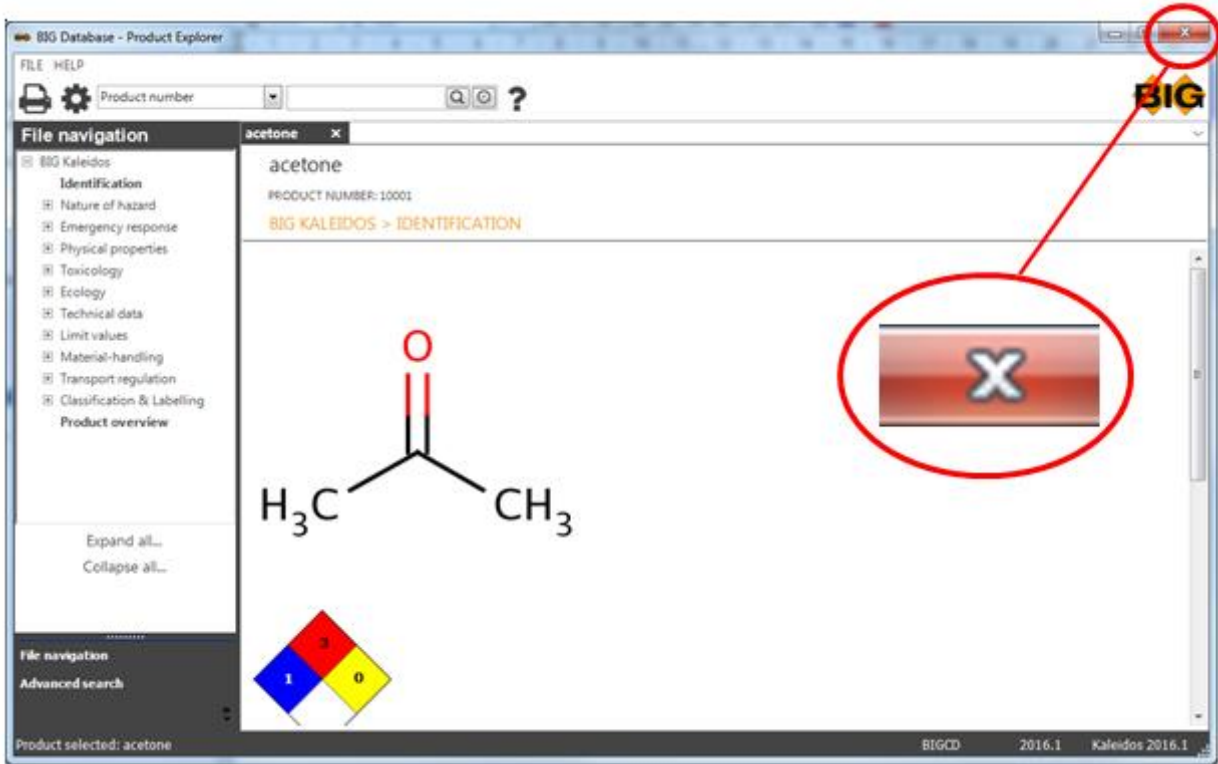 BIG Database - Product Explorer
FILE HELP
Product number
?
BIG
File navigation
acetone x
BIG Kaleidos
Identification
Nature of hazard
Emergency response
Physical properties
Toxicology
Ecology
Technical data
Limit values
Material-handling
Transport regulation
Classification & Labelling
Product overview
Expand all...
Collapse all...
File navigation
Advanced search
acetone
PRODUCT NUMBER: 10001
BIG KALEIDOS > IDENTIFICATION
O
H₃C CH₃
X
3
1 0
Product selected: acetone BIGCD 2016.1 Kaleidos 2016.1